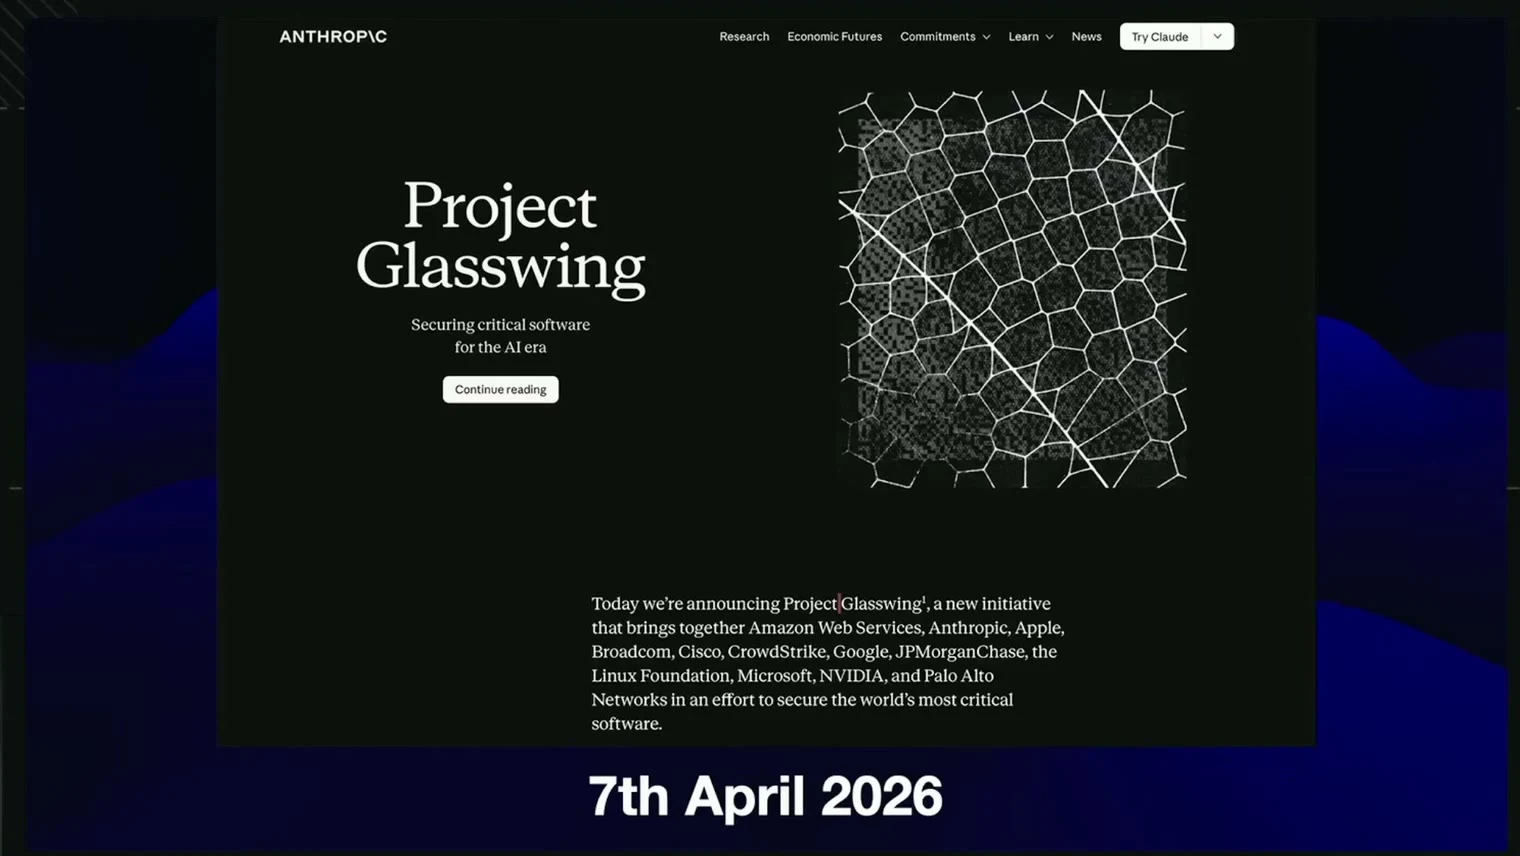 ANTHROP\C
Research Economic Futures Commitments Learn News Try Claude
Project
Glasswing
Securing critical software
for the AI era
Continue reading
Today we’re announcing Project Glasswing¹, a new initiative
that brings together Amazon Web Services, Anthropic, Apple,
Broadcom, Cisco, CrowdStrike, Google, JPMorganChase, the
Linux Foundation, Microsoft, NVIDIA, and Palo Alto
Networks in an effort to secure the world’s most critical
software.
7th April 2026